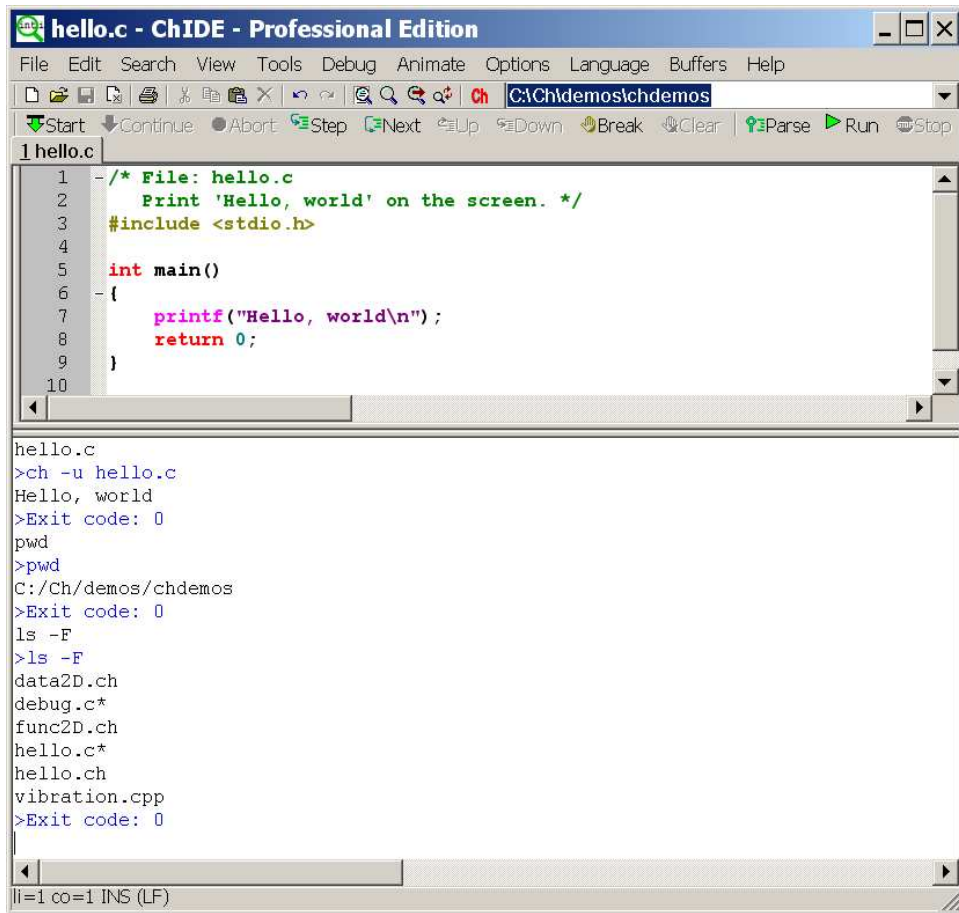 hello.c - ChIDE - Professional Edition
File Edit Search View Tools Debug Animate Options Language Buffers Help
Ch C:\Ch\demos\chdemos
Start Continue Abort Step Next Up Down Break Clear Parse Run Stop
1 hello.c
1 /* File: hello.c
2 Print 'Hello, world' on the screen. */
3 #include <stdio.h>
4
5 int main()
6 {
7 printf("Hello, world\n");
8 return 0;
9 }
10
hello.c
>ch -u hello.c
Hello, world
>Exit code: 0
pwd
>pwd
C:/Ch/demos/chdemos
>Exit code: 0
ls -F
>ls -F
data2D.ch
debug.c*
func2D.ch
hello.c*
hello.ch
vibration.cpp
>Exit code: 0
li=1 co=1 INS (LF)